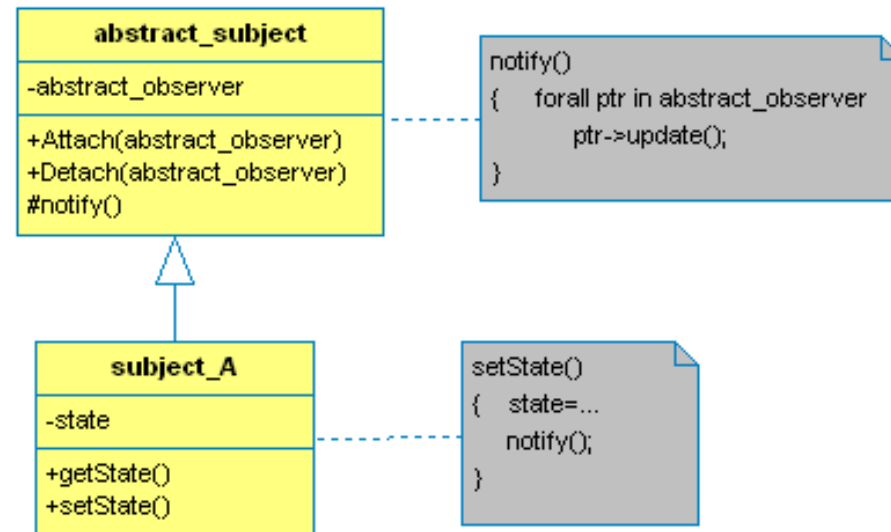 abstract_subject
-abstract_observer
+Attach(abstract_observer)
+Detach(abstract_observer)
#notify()
notify()
{ forall ptr in abstract_observer
ptr->update();
}
subject_A
-state
+getState()
+setState()
setState()
{ state=...
notify();
}